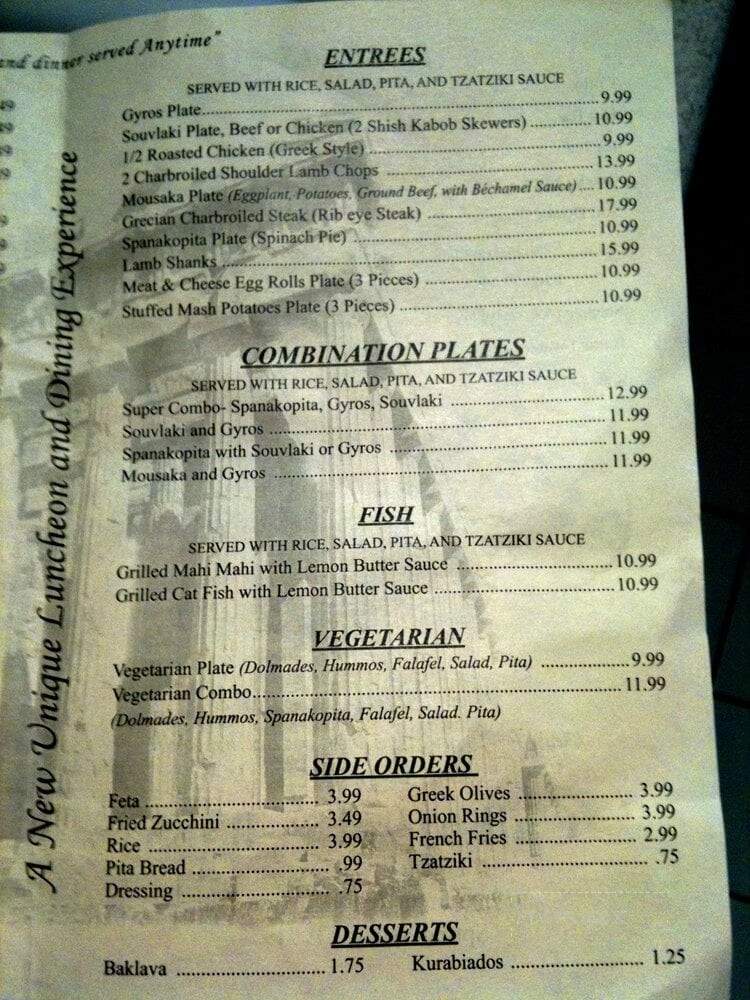 and dinner served Anytime"
A New Unique Luncheon and Dining Experience
ENTREES
SERVED WITH RICE, SALAD, PITA, AND TZATZIKI SAUCE
Gyros Plate 9.99
Souvlaki Plate, Beef or Chicken (2 Shish Kabob Skewers) 10.99
1/2 Roasted Chicken (Greek Style) 9.99
2 Charbroiled Shoulder Lamb Chops 13.99
Mousaka Plate (Eggplant, Potatoes, Ground Beef, with Béchamel Sauce) 10.99
Grecian Charbroiled Steak (Rib eye Steak) 17.99
Spanakopita Plate (Spinach Pie) 10.99
Lamb Shanks 15.99
Meat & Cheese Egg Rolls Plate (3 Pieces) 10.99
Stuffed Mash Potatoes Plate (3 Pieces) 10.99
COMBINATION PLATES
SERVED WITH RICE, SALAD, PITA, AND TZATZIKI SAUCE
Super Combo- Spanakopita, Gyros, Souvlaki 12.99
Souvlaki and Gyros 11.99
Spanakopita with Souvlaki or Gyros 11.99
Mousaka and Gyros 11.99
FISH
SERVED WITH RICE, SALAD, PITA, AND TZATZIKI SAUCE
Grilled Mahi Mahi with Lemon Butter Sauce 10.99
Grilled Cat Fish with Lemon Butter Sauce 10.99
VEGETARIAN
Vegetarian Plate (Dolmades, Hummos, Falafel, Salad, Pita) 9.99
Vegetarian Combo 11.99
(Dolmades, Hummos, Spanakopita, Falafel, Salad. Pita)
SIDE ORDERS
Feta 3.99
Fried Zucchini 3.49
Rice 3.99
Pita Bread .99
Dressing .75
Greek Olives 3.99
Onion Rings 3.99
French Fries 2.99
Tzatziki .75
DESSERTS
Baklava 1.75
Kurabiados 1.25